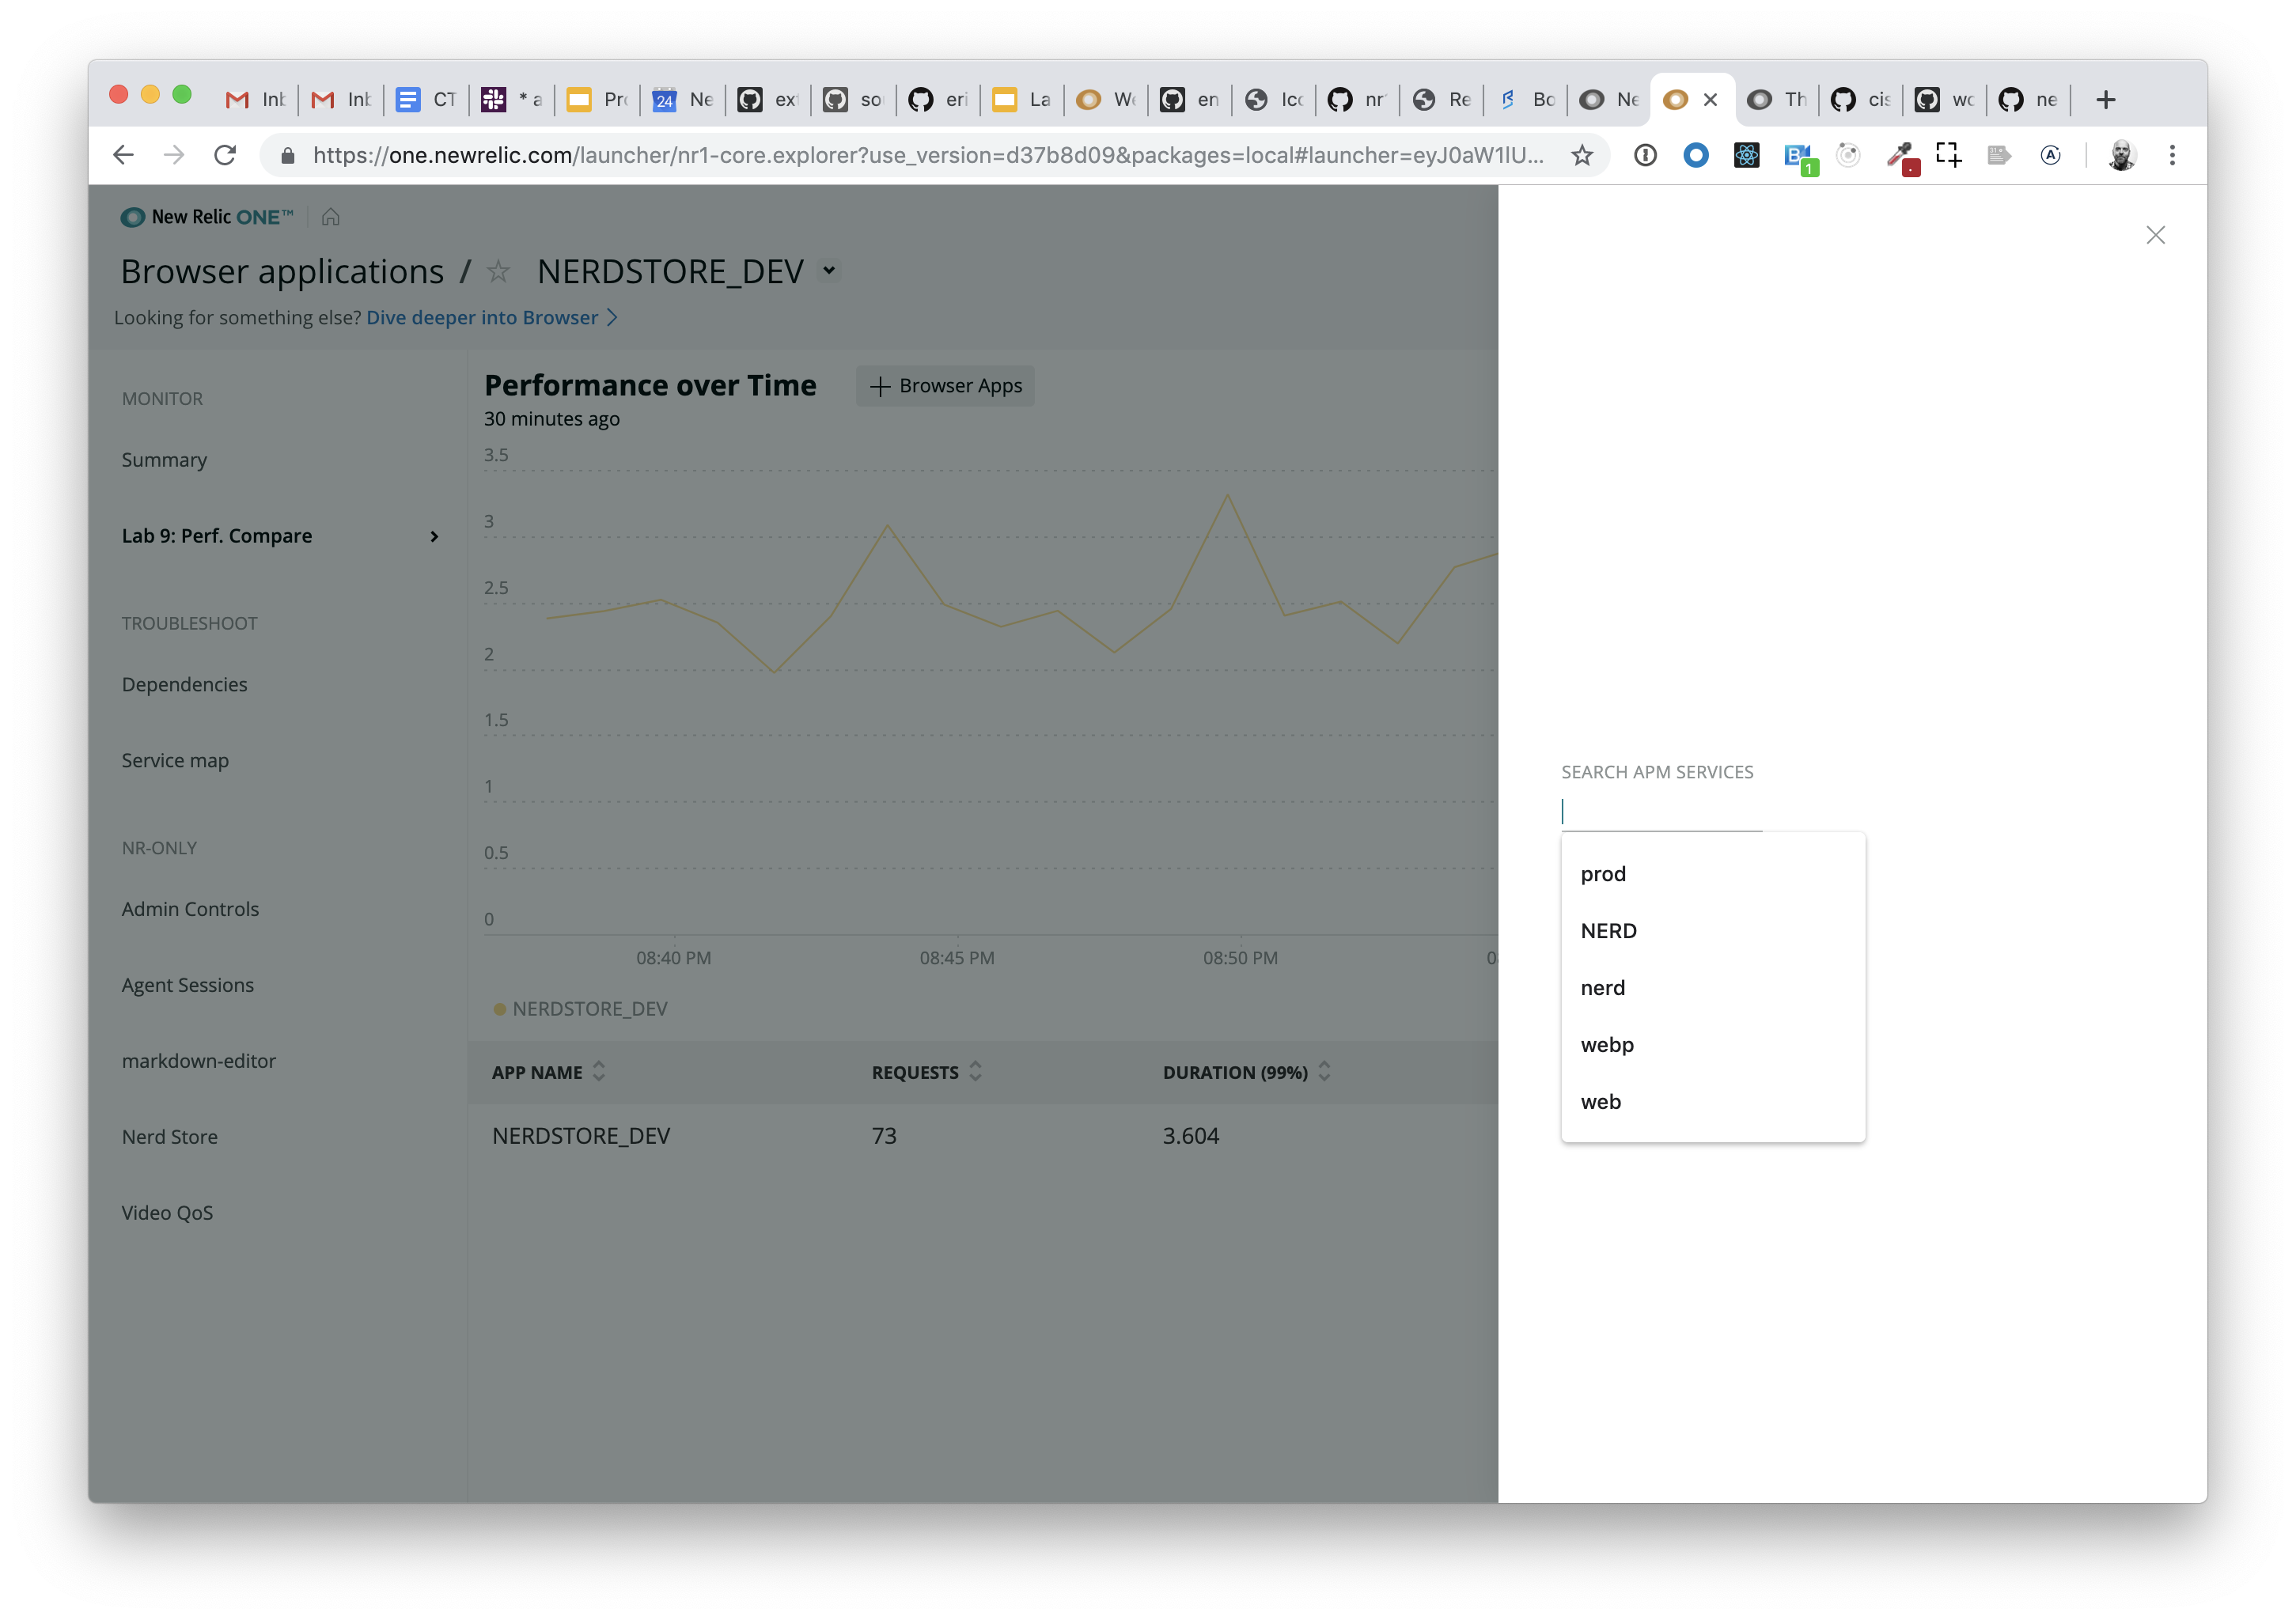 Inb
Inb
CT
* a
Pro
24
Ne
ex
so
eri
La
We
en
Ico
nr
Re
Bo
Ne
Th
cis
wo
ne
https://one.newrelic.com/launcher/nr1-core.explorer?use_version=d37b8d09&packages=local#launcher=eyJ0aW1lU...
1
New Relic ONE™
Browser applications / NERDSTORE_DEV
Looking for something else? Dive deeper into Browser
MONITOR
Summary
Lab 9: Perf. Compare
TROUBLESHOOT
Dependencies
Service map
NR-ONLY
Admin Controls
Agent Sessions
markdown-editor
Nerd Store
Video QoS
Performance over Time
Browser Apps
30 minutes ago
3.5
3
2.5
2
1.5
1
0.5
0
08:40 PM 08:45 PM 08:50 PM 0
NERDSTORE_DEV
APP NAME REQUESTS DURATION (99%)
NERDSTORE_DEV 73 3.604
SEARCH APM SERVICES
prod
NERD
nerd
webp
web